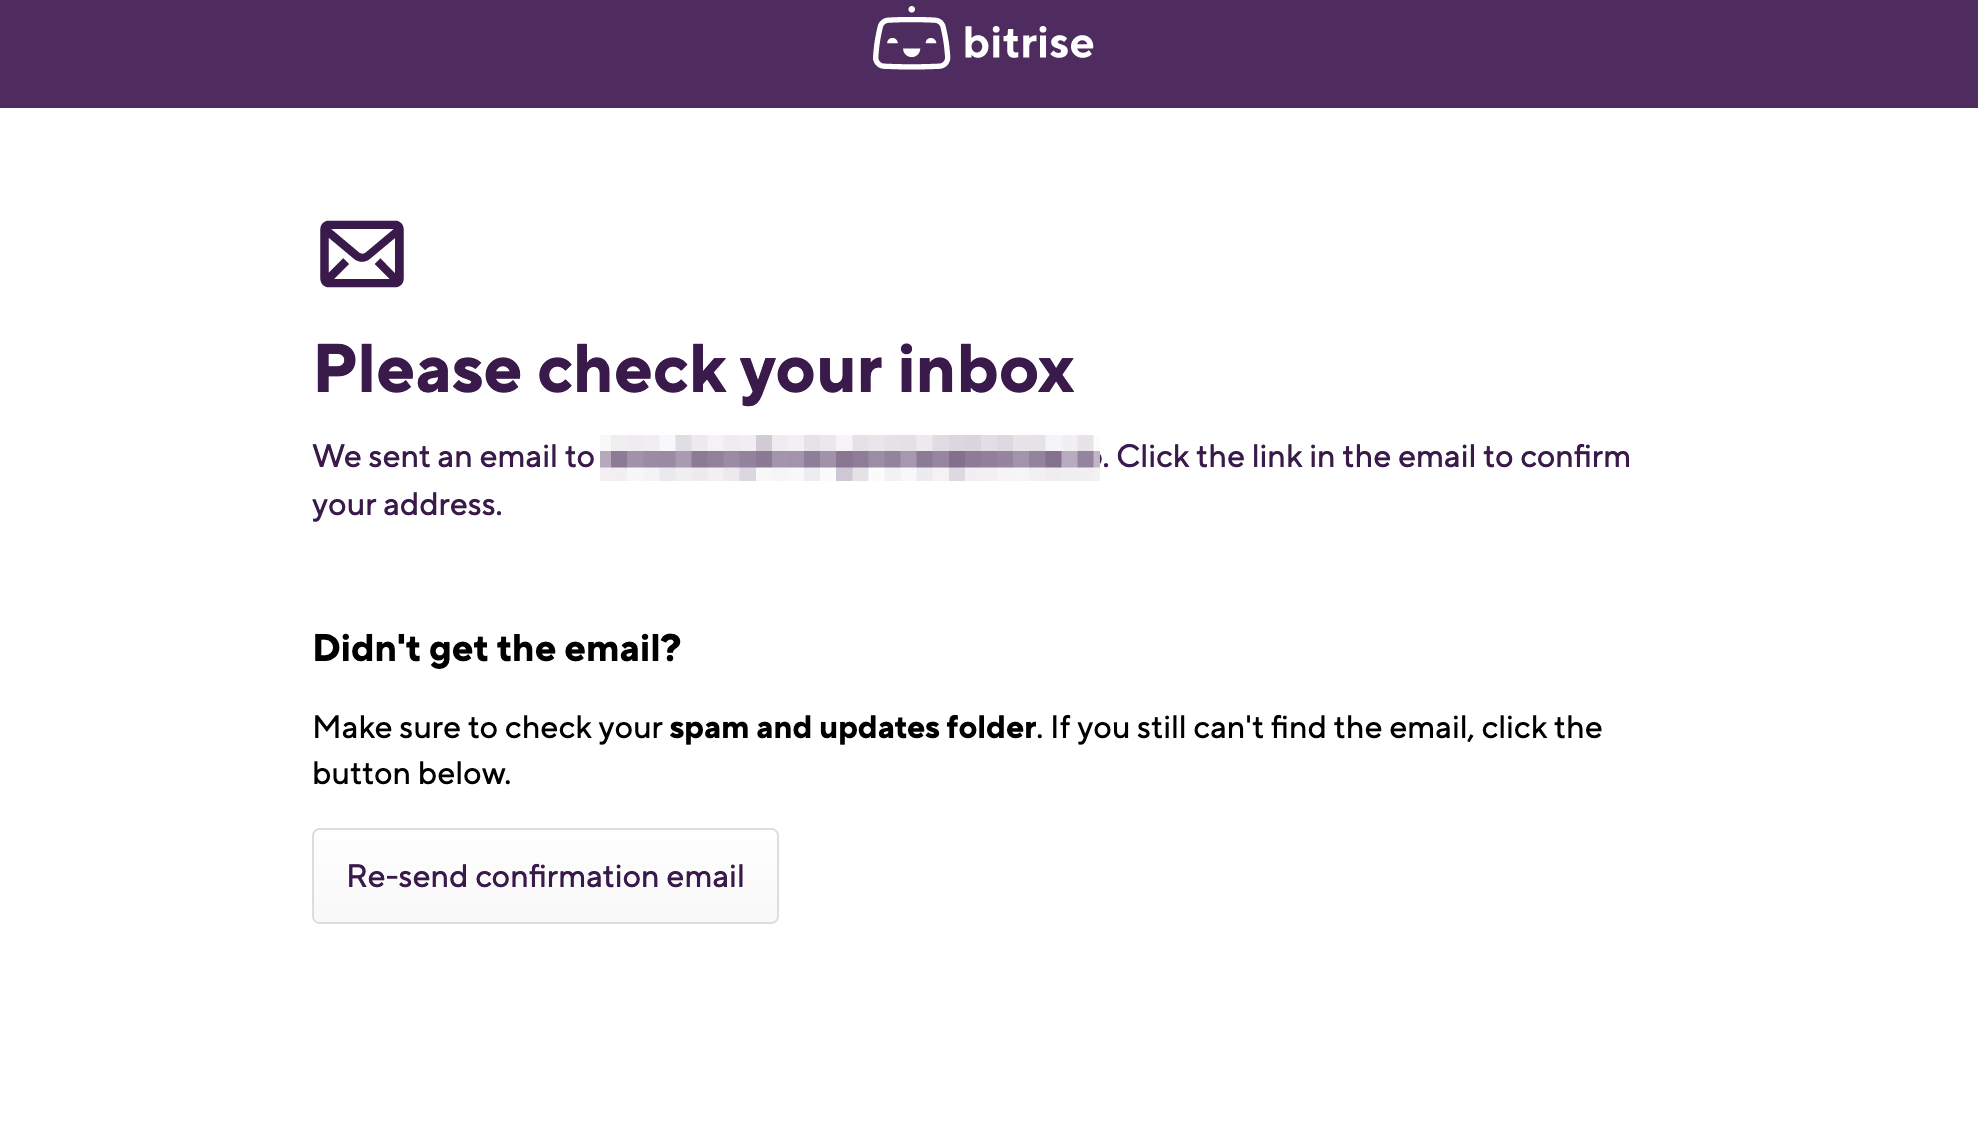 bitrise
Please check your inbox
We sent an email to . Click the link in the email to confirm
your address.
Didn't get the email?
Make sure to check your spam and updates folder. If you still can't find the email, click the
button below.
Re-send confirmation email